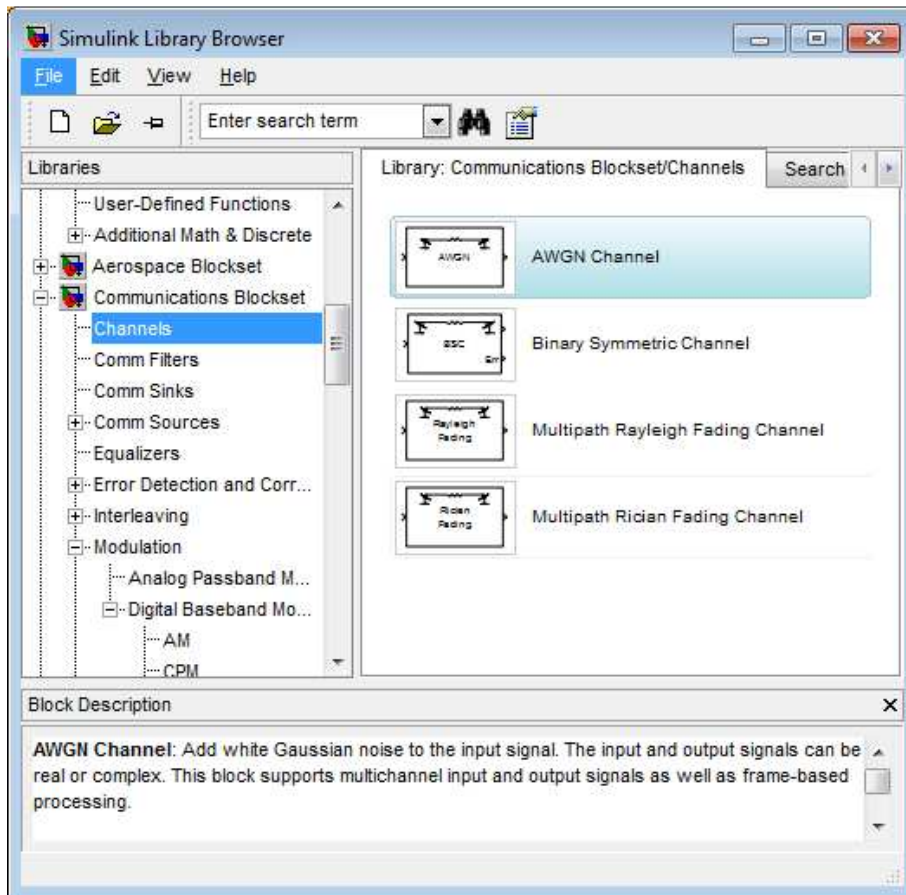 Simulink Library Browser
File Edit View Help
Enter search term
Libraries
User-Defined Functions
Additional Math & Discrete
Aerospace Blockset
Communications Blockset
Channels
Comm Filters
Comm Sinks
Comm Sources
Equalizers
Error Detection and Corr...
Interleaving
Modulation
Analog Passband M...
Digital Baseband Mo...
AM
CPM
Library: Communications Blockset/Channels
Search
AWGN
AWGN Channel
BSC
Err
Binary Symmetric Channel
Rayleigh
Fading
Multipath Rayleigh Fading Channel
Rician
Fading
Multipath Rician Fading Channel
Block Description
AWGN Channel: Add white Gaussian noise to the input signal. The input and output signals can be
real or complex. This block supports multichannel input and output signals as well as frame-based
processing.